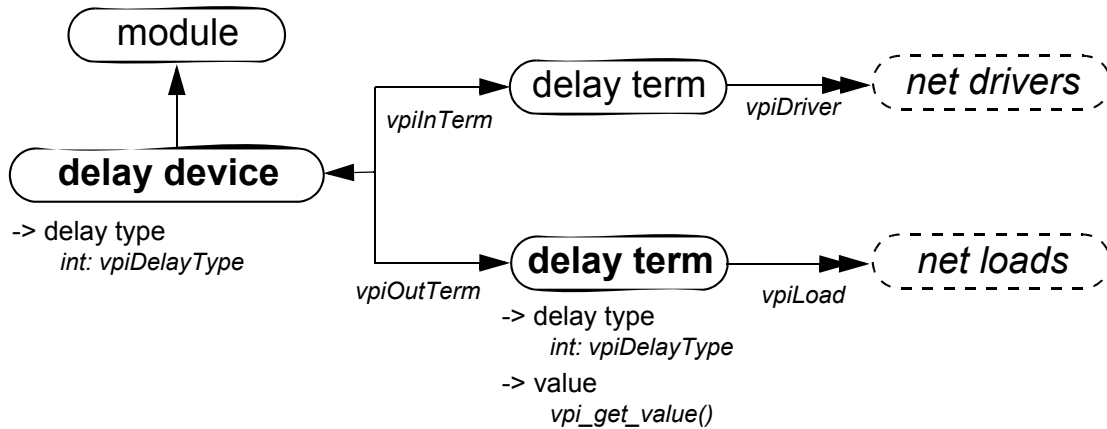 module
delay term
net drivers
vpiInTerm
vpiDriver
delay device
-> delay type
int: vpiDelayType
delay term
net loads
vpiOutTerm
vpiLoad
-> delay type
int: vpiDelayType
-> value
vpi_get_value()